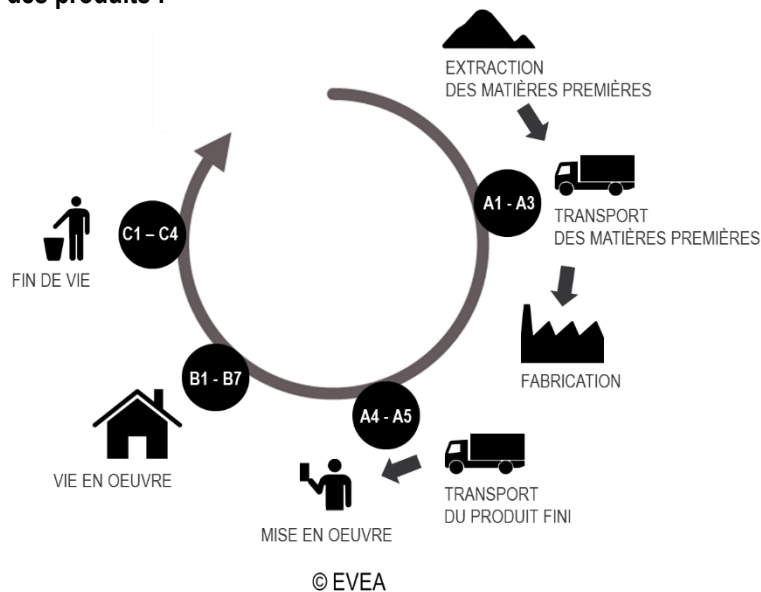 des produits :
EXTRACTION
DES MATIÈRES PREMIÈRES
A1 - A3
TRANSPORT
DES MATIÈRES PREMIÈRES
FABRICATION
A4 - A5
TRANSPORT
DU PRODUIT FINI
MISE EN OEUVRE
B1 - B7
VIE EN OEUVRE
C1 – C4
FIN DE VIE
© EVEA